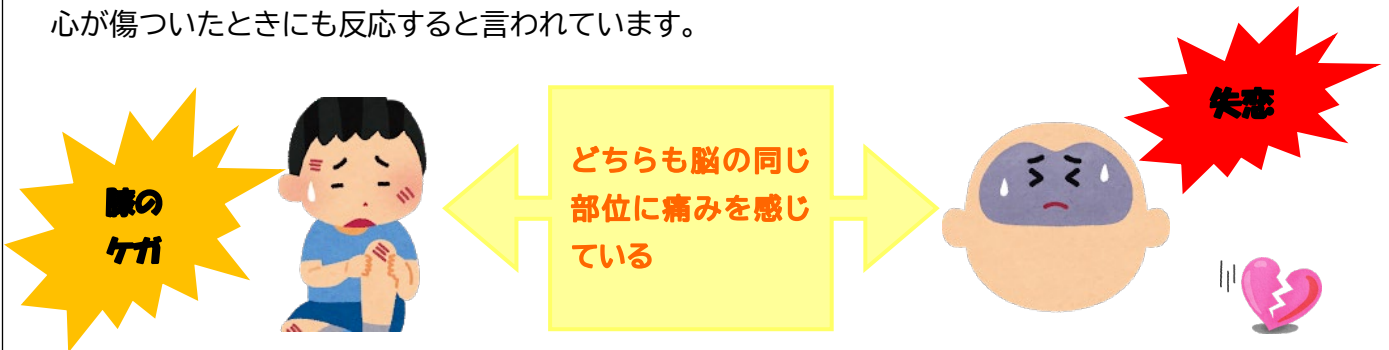 心が傷ついたときにも反応すると言われています。
膝の
ケガ
どちらも脳の同じ
部位に痛みを感じ
ている
失恋